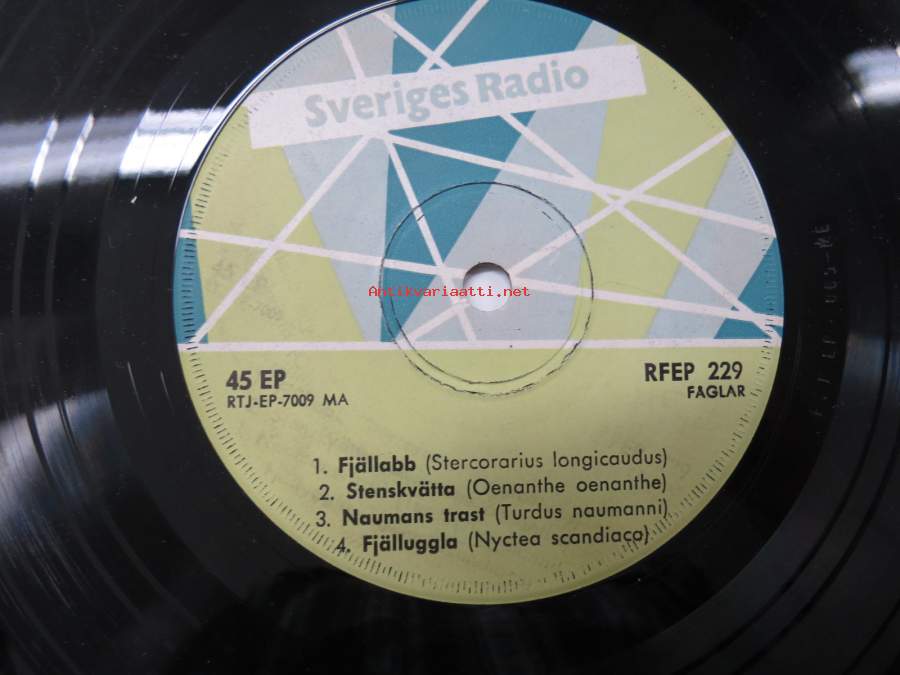 Sveriges Radio
Antikvariaatti.net
45 EP
RFEP 229
RTJ-EP-7009 MA
FÅGLAR
1. Fjällabb (Stercorarius longicaudus)
2. Stenskvätta (Oenanthe oenanthe)
3. Naumans trast (Turdus naumanni)
4. Fjälluggla (Nyctea scandiaca)